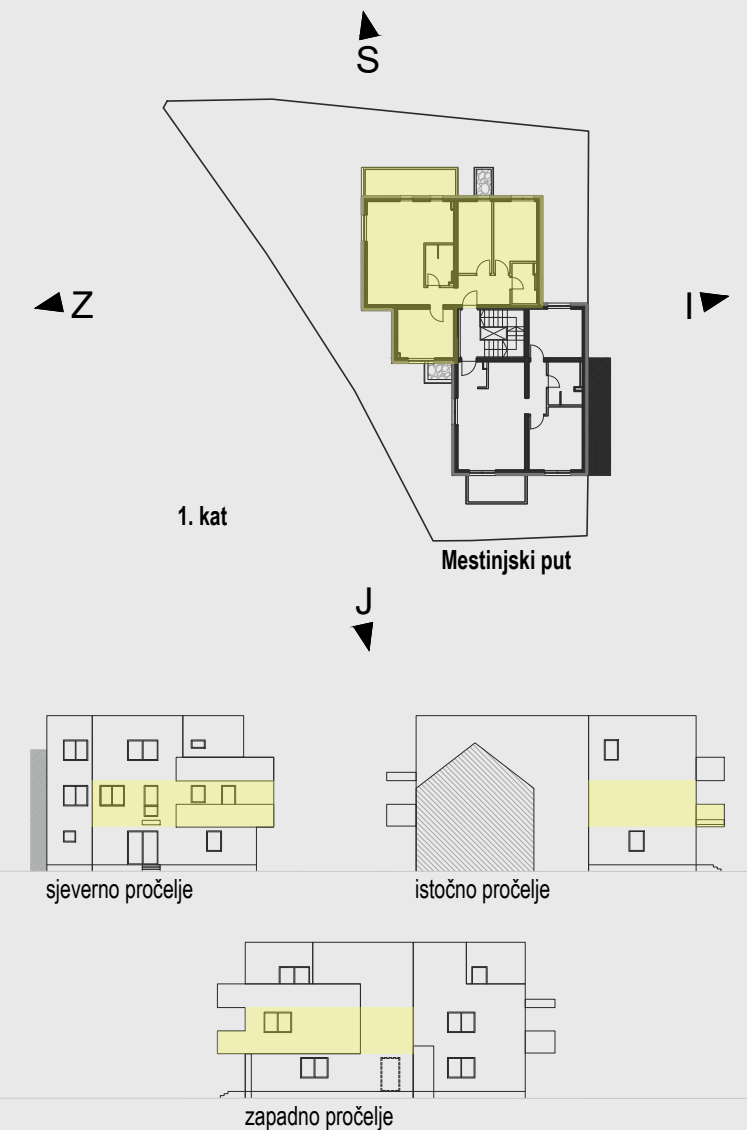 S
Z
I
1. kat
Mestinjski put
J
sjeverno pročelje
istočno pročelje
zapadno pročelje